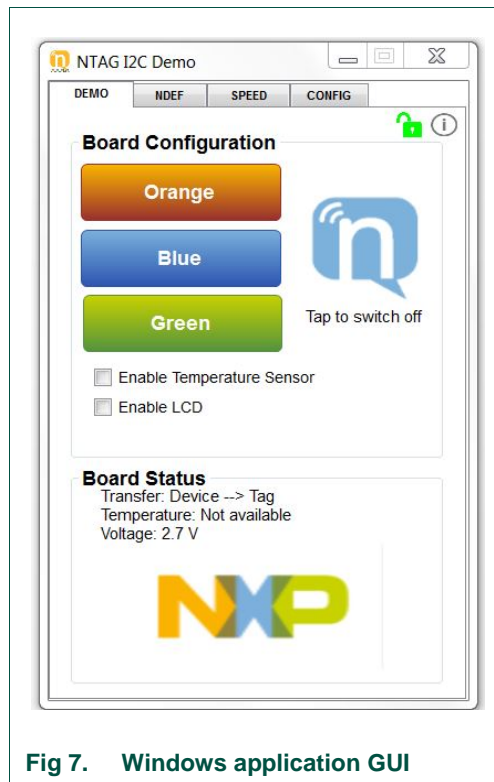 NTAG I2C Demo
DEMO NDEF SPEED CONFIG
Board Configuration
Orange
Blue
Green
Tap to switch off
Enable Temperature Sensor
Enable LCD
Board Status
Transfer: Device --> Tag
Temperature: Not available
Voltage: 2.7 V
NXP
Fig 7. Windows application GUI